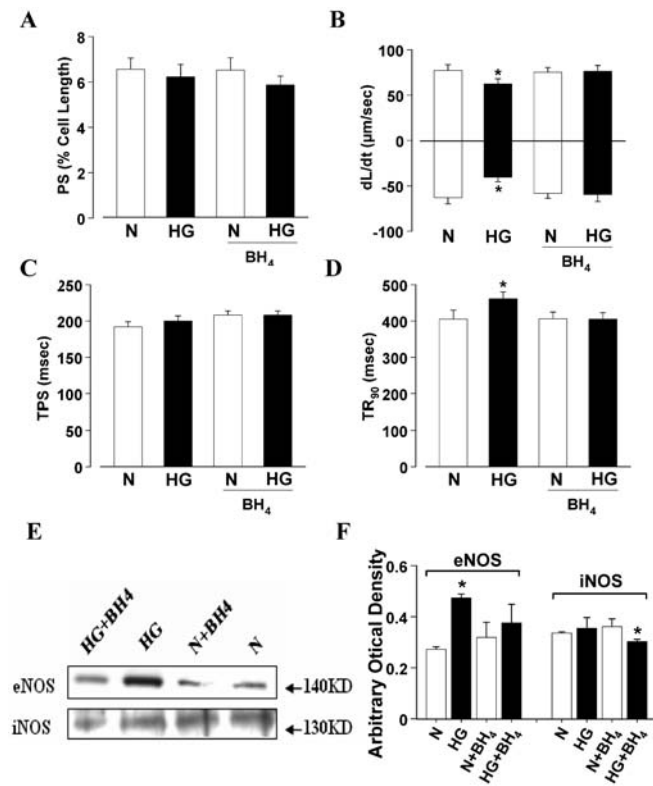 A
PS (% Cell Length)
8
6
4
2
0
N HG N HG
BH4
B
dL/dt (µm/sec)
100
50
0
-50
-100
*
*
N HG N HG
BH4
C
TPS (msec)
250
200
150
100
50
0
N HG N HG
BH4
D
TR90 (msec)
500
400
300
200
100
0
*
N HG N HG
BH4
E
HG+BH4 HG N+BH4 N
eNOS ←140KD
iNOS ←130KD
F
Arbitrary Otical Density
0.6
0.4
0.2
0
eNOS
iNOS
*
*
N HG N+BH4 HG+BH4 N HG N+BH4 HG+BH4